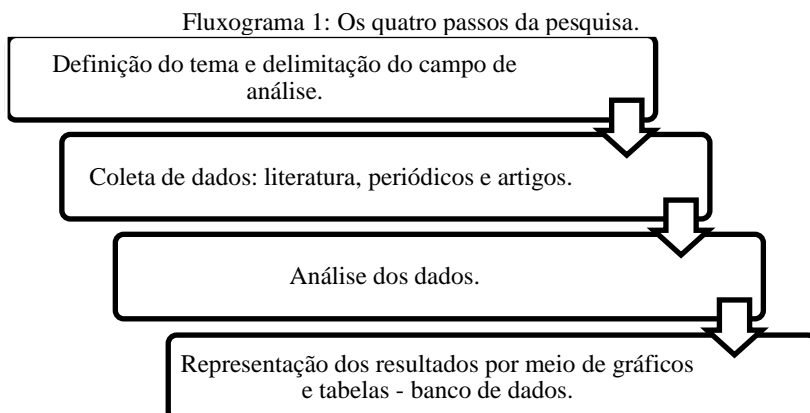 Fluxograma 1: Os quatro passos da pesquisa.
Definição do tema e delimitação do campo de
análise.
Coleta de dados: literatura, periódicos e artigos.
Análise dos dados.
Representação dos resultados por meio de gráficos
e tabelas - banco de dados.